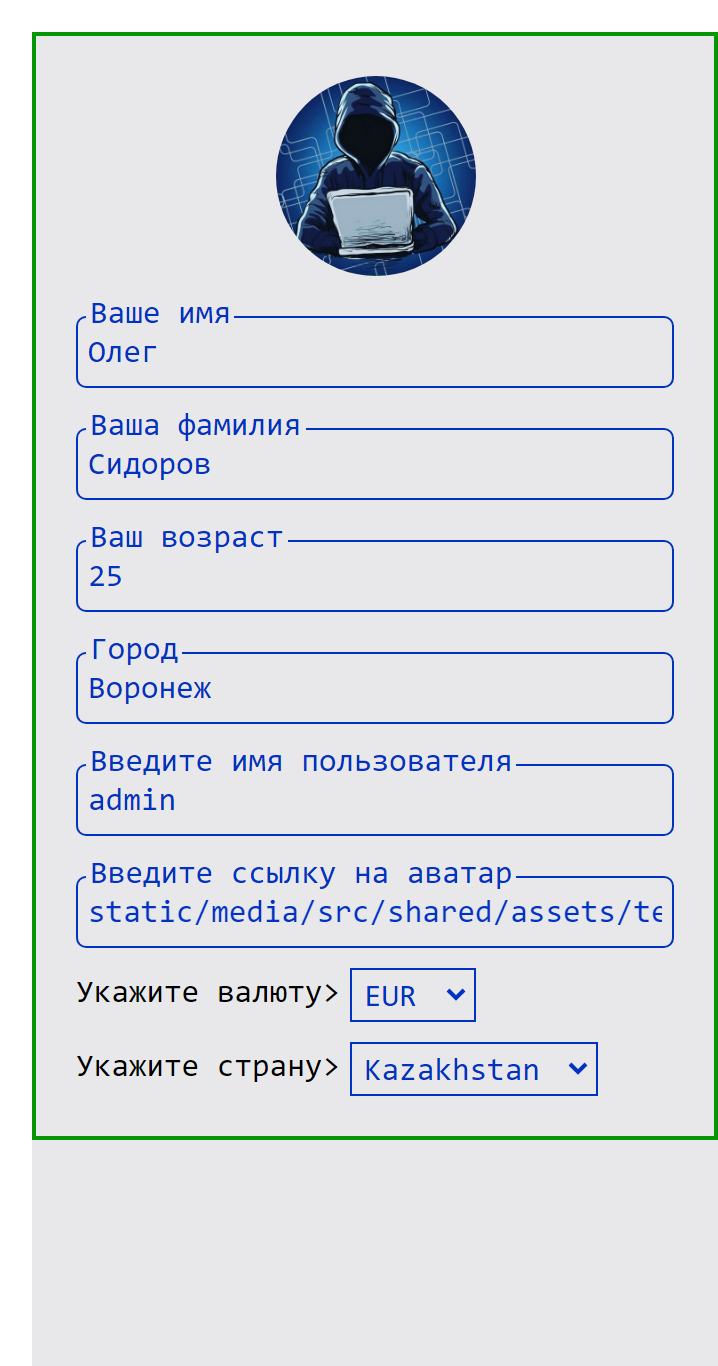 Ваше имя
Олег
Ваша фамилия
Сидоров
Ваш возраст
25
Город
Воронеж
Введите имя пользователя
admin
Введите ссылку на аватар
static/media/src/shared/assets/te
Укажите валюту> EUR
Укажите страну> Kazakhstan